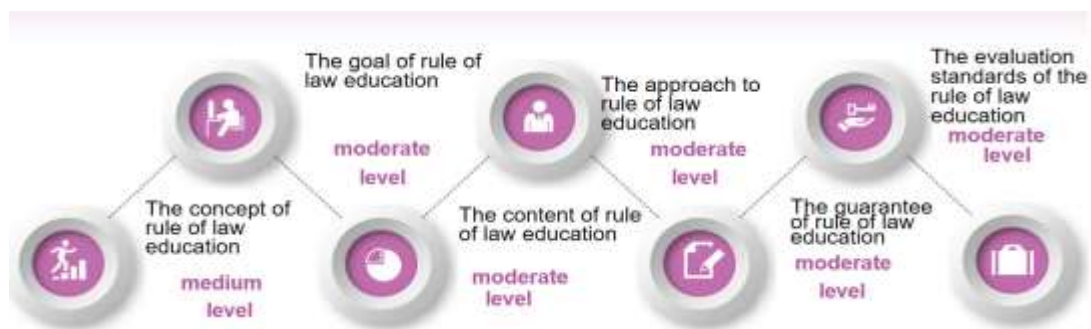 The goal of rule of
law education
moderate
level
The approach to
rule of law
education
moderate
level
The evaluation
standards of the
rule of law
education
moderate
level
The concept of
rule of law
education
medium
level
The content of rule
of law education
moderate
level
The guarantee
of rule of law
education
moderate
level